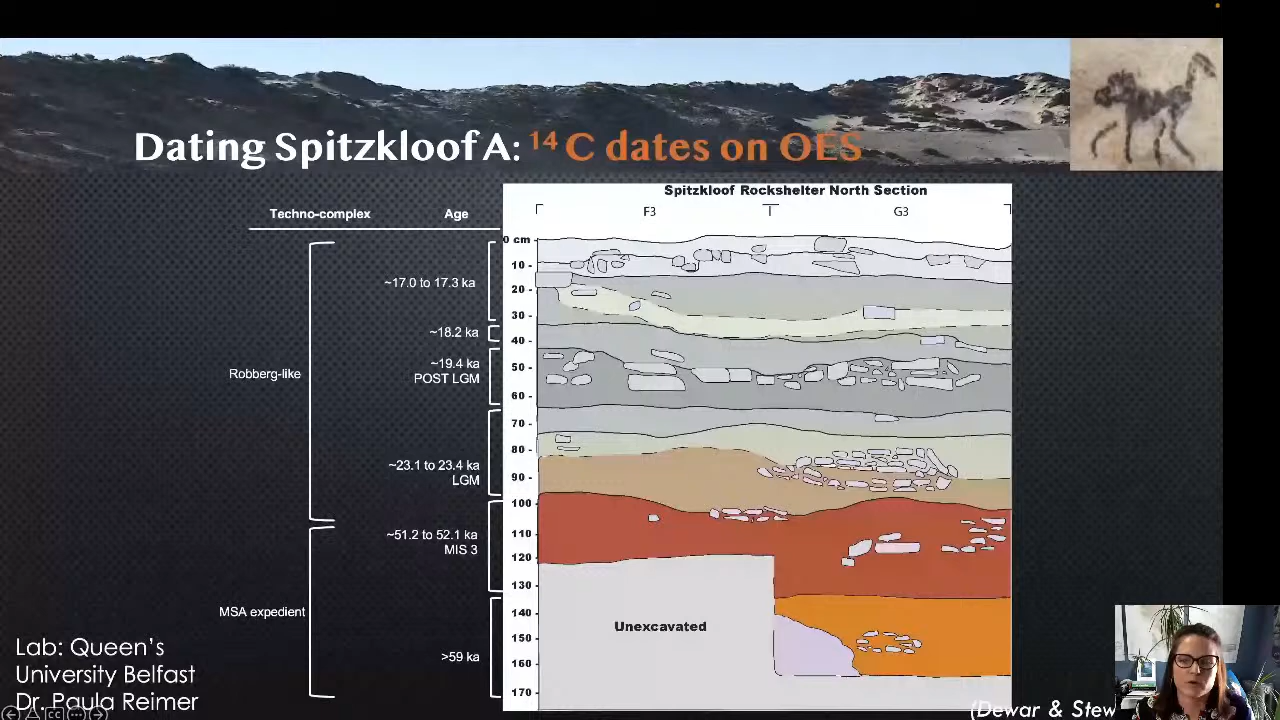 Dating Spitzkloof A: ¹⁴C dates on OES
Techno-complex Age
Spitzkloof Rockshelter North Section
F3 G3
0 cm
10
20
30
40
50
60
70
80
90
100
110
120
130
140
150
160
170
~17.0 to 17.3 ka
~18.2 ka
~19.4 ka
POST LGM
Robberg-like
~23.1 to 23.4 ka
LGM
~51.2 to 52.1 ka
MIS 3
MSA expedient
>59 ka
Unexcavated
Lab: Queen's
University Belfast
Dr. Paula Reimer
(Dewar & Stew